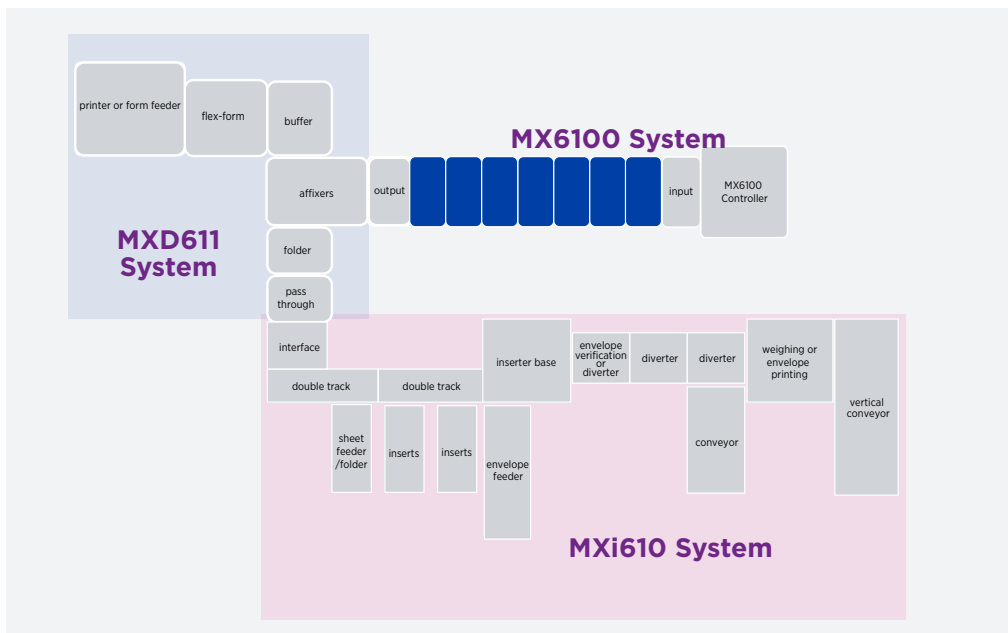 printer or form feeder
flex-form
buffer
MX6100 System
affixers
output
input
MX6100
Controller
MXD611
System
folder
pass
through
interface
inserter base
envelope
verification
or
diverter
diverter
diverter
weighing or
envelope
printing
vertical
conveyor
double track
double track
sheet
feeder
/folder
inserts
inserts
envelope
feeder
conveyor
MXi610 System